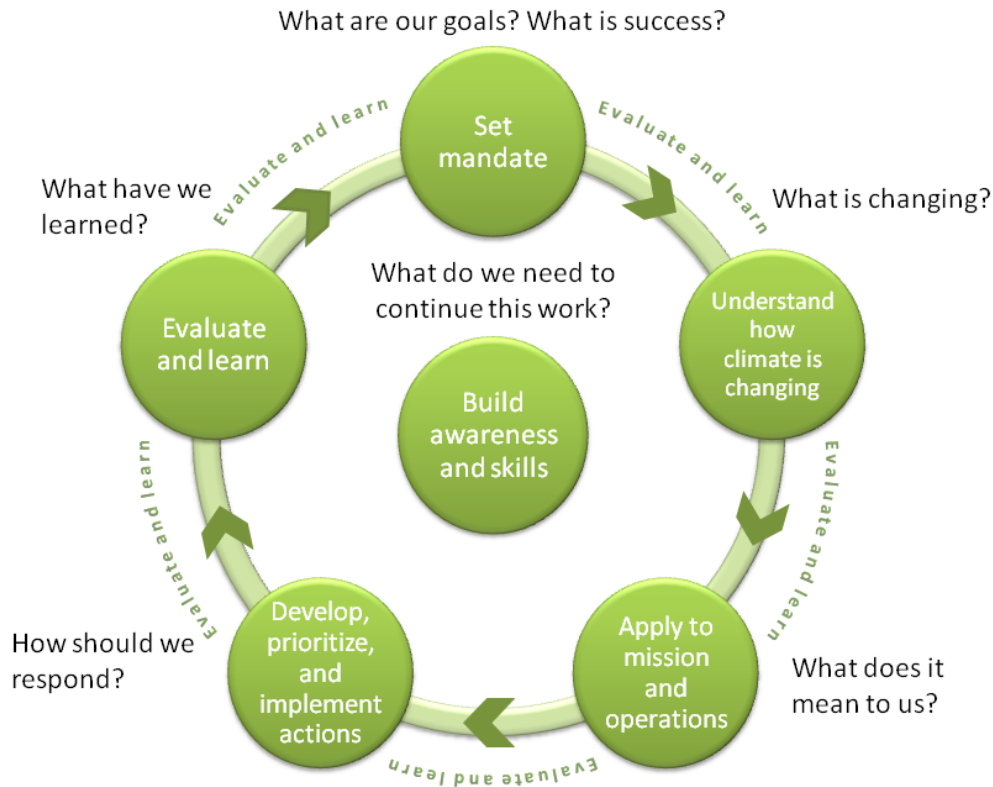 What are our goals? What is success?
Set
mandate
Evaluate and learn
Evaluate and learn
What have we
learned?
What is changing?
What do we need to
continue this work?
Evaluate
and learn
Understand
how
climate is
changing
Build
awareness
and skills
Evaluate and learn
Evaluate and learn
How should we
respond?
Develop,
prioritize,
and
implement
actions
Apply to
mission
and
operations
What does it
mean to us?
Evaluate and learn